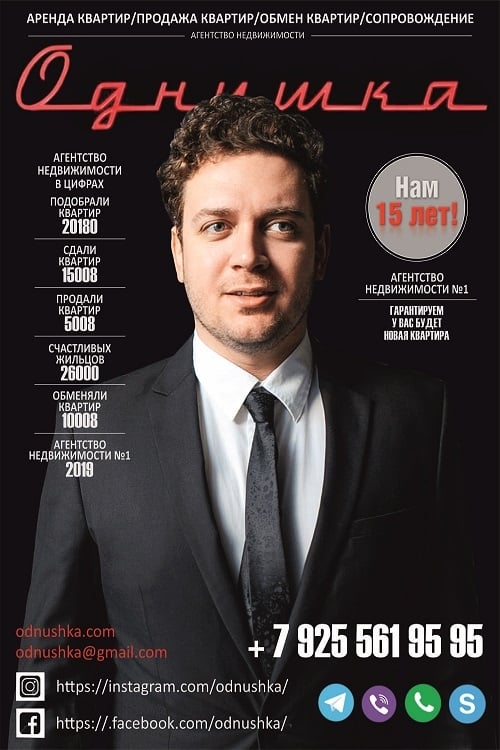 АРЕНДА КВАРТИР/ПРОДАЖА КВАРТИР/ОБМЕН КВАРТИР/СОПРОВОЖДЕНИЕ
АГЕНТСТВО НЕДВИЖИМОСТИ
Однушка
АГЕНТСТВО
НЕДВИЖИМОСТИ
В ЦИФРАХ
ПОДОБРАЛИ
КВАРТИР
20180
СДАЛИ
КВАРТИР
15008
ПРОДАЛИ
КВАРТИР
5008
СЧАСТЛИВЫХ
ЖИЛЬЦОВ
26000
ОБМЕНЯЛИ
КВАРТИР
10008
АГЕНТСТВО
НЕДВИЖИМОСТИ №1
2019
Нам
15 лет!
АГЕНТСТВО
НЕДВИЖИМОСТИ №1
ГАРАНТИРУЕМ
У ВАС БУДЕТ
НОВАЯ КВАРТИРА
odnushka.com
odnushka@gmail.com
+ 7 925 561 95 95
https://instagram.com/odnushka/
https://.facebook.com/odnushka/